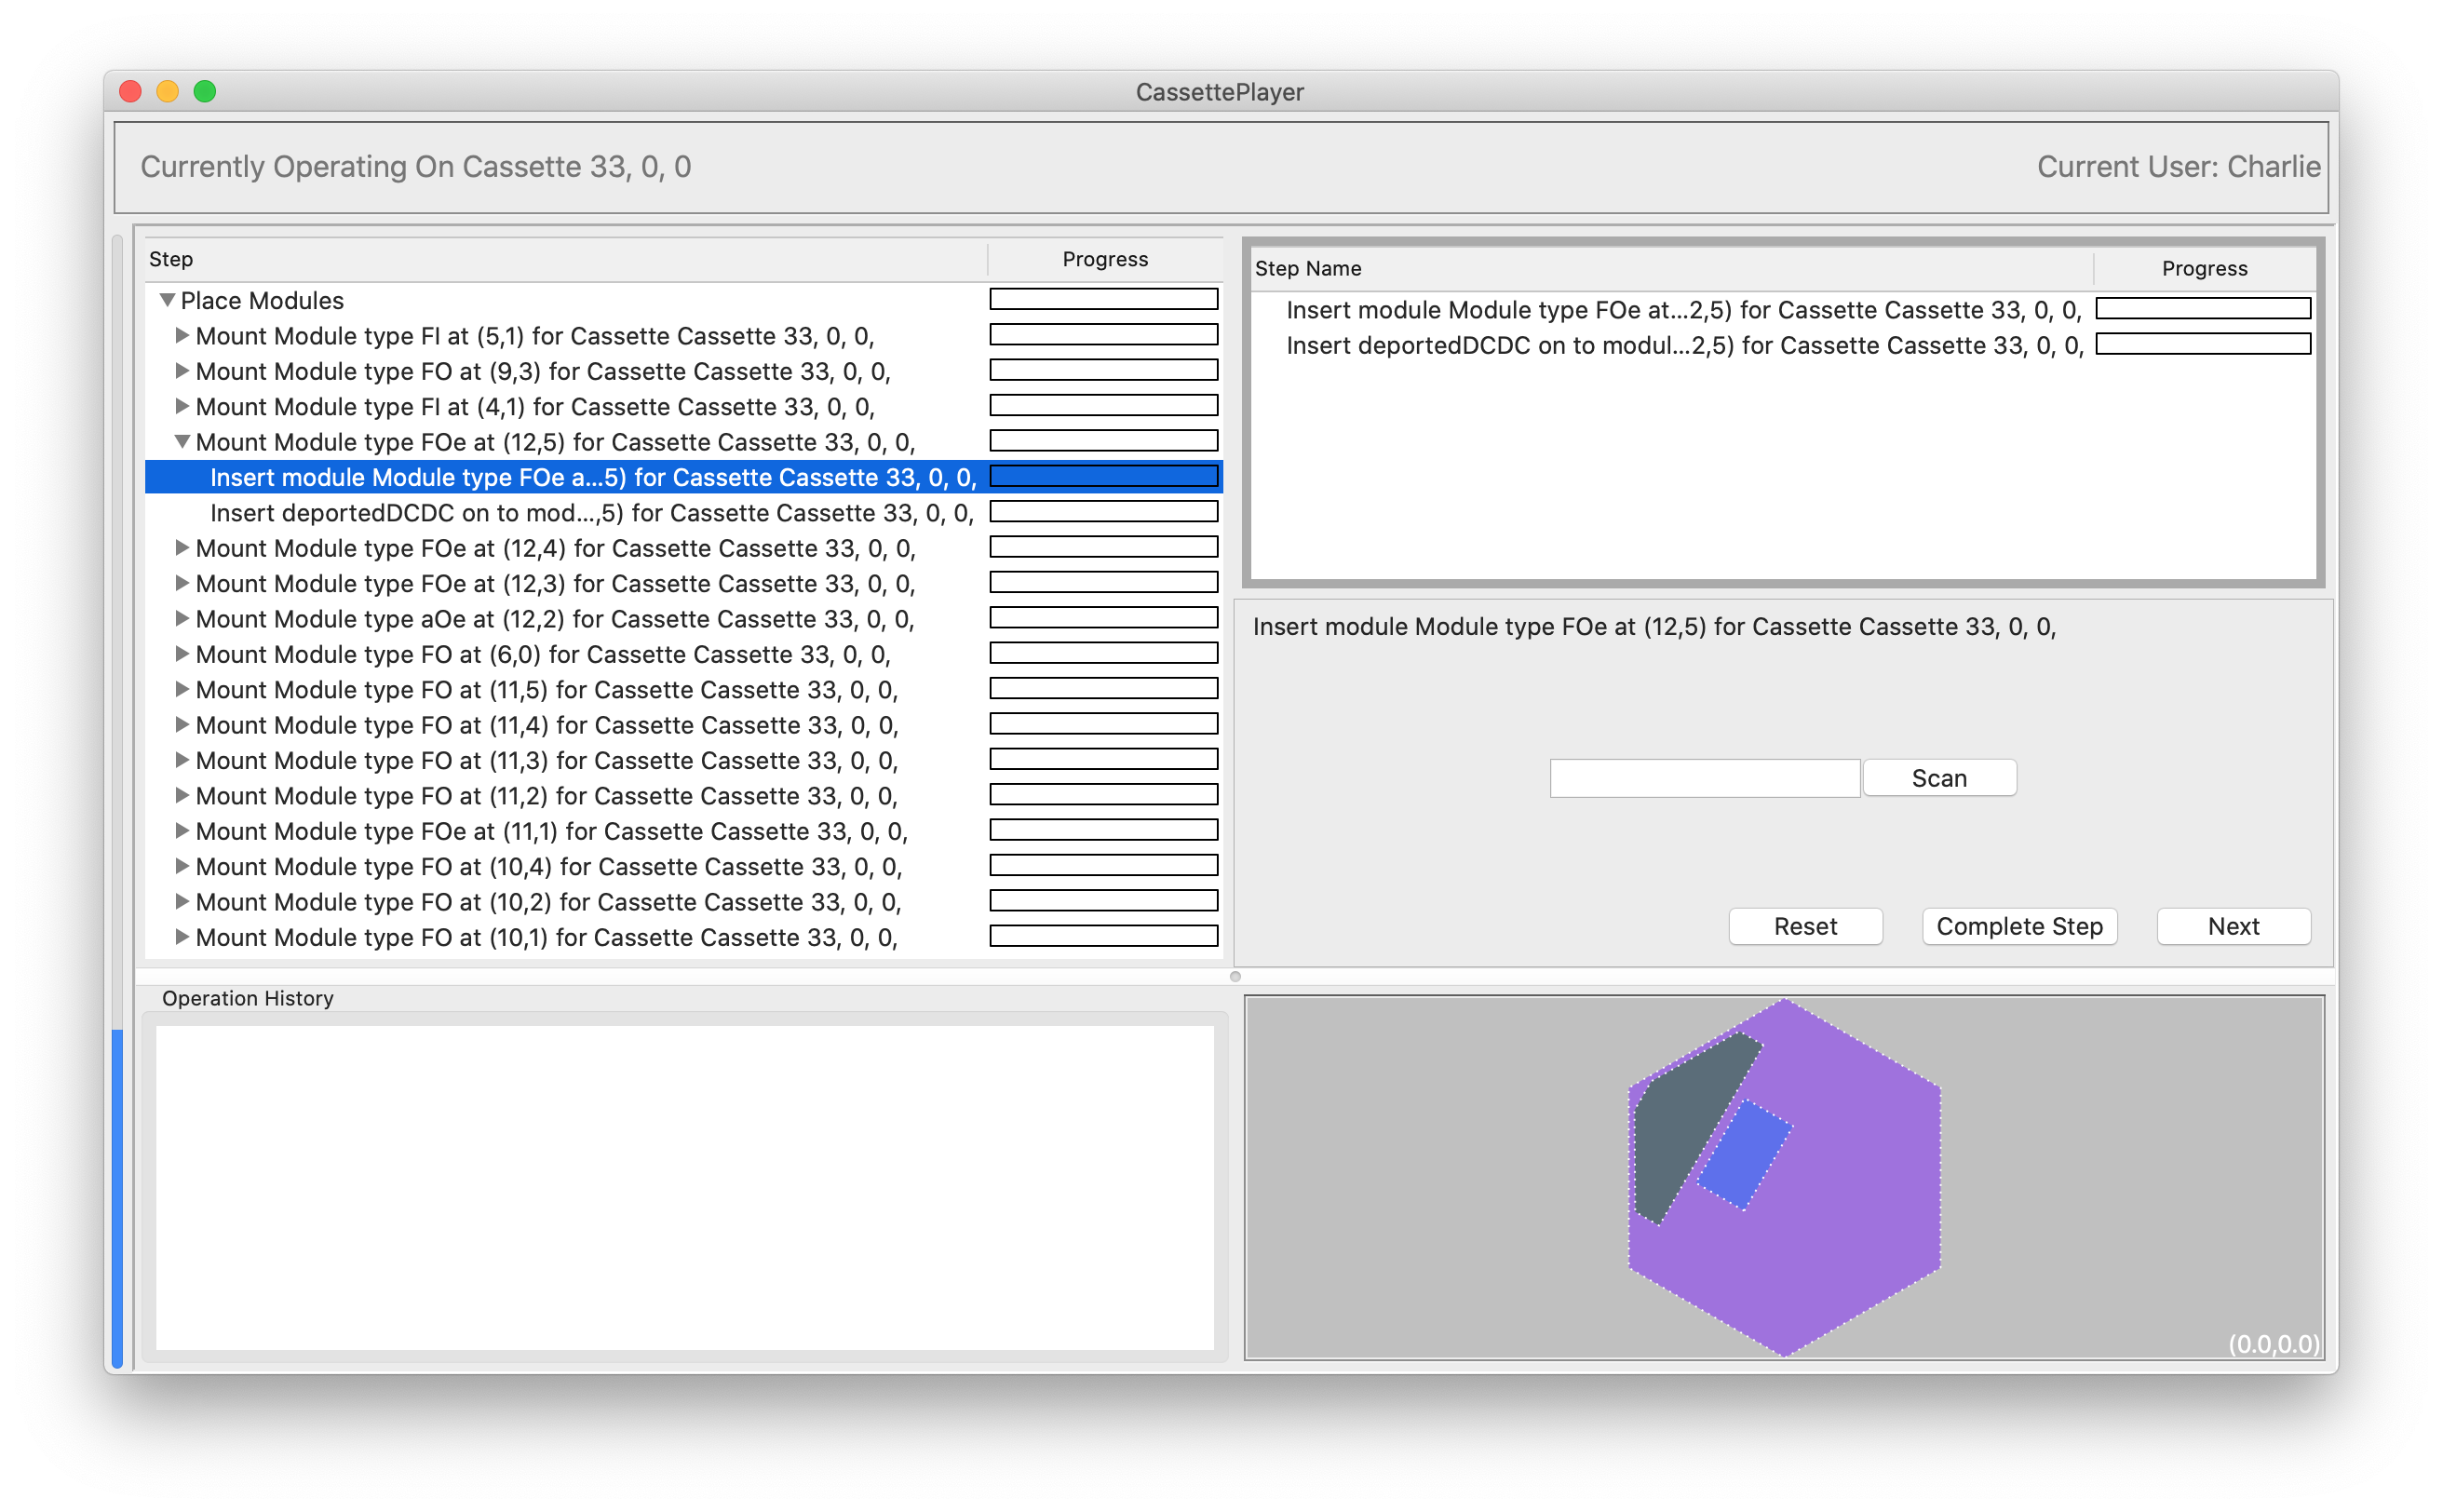 CassettePlayer
Currently Operating On Cassette 33, 0, 0
Current User: Charlie
Step Progress
Place Modules
Mount Module type FI at (5,1) for Cassette Cassette 33, 0, 0,
Mount Module type FO at (9,3) for Cassette Cassette 33, 0, 0,
Mount Module type FI at (4,1) for Cassette Cassette 33, 0, 0,
Mount Module type FOe at (12,5) for Cassette Cassette 33, 0, 0,
Insert module Module type FOe a...5) for Cassette Cassette 33, 0, 0,
Insert deportedDCDC on to mod...,5) for Cassette Cassette 33, 0, 0,
Mount Module type FOe at (12,4) for Cassette Cassette 33, 0, 0,
Mount Module type FOe at (12,3) for Cassette Cassette 33, 0, 0,
Mount Module type aOe at (12,2) for Cassette Cassette 33, 0, 0,
Mount Module type FO at (6,0) for Cassette Cassette 33, 0, 0,
Mount Module type FO at (11,5) for Cassette Cassette 33, 0, 0,
Mount Module type FO at (11,4) for Cassette Cassette 33, 0, 0,
Mount Module type FO at (11,3) for Cassette Cassette 33, 0, 0,
Mount Module type FO at (11,2) for Cassette Cassette 33, 0, 0,
Mount Module type FOe at (11,1) for Cassette Cassette 33, 0, 0,
Mount Module type FO at (10,4) for Cassette Cassette 33, 0, 0,
Mount Module type FO at (10,2) for Cassette Cassette 33, 0, 0,
Mount Module type FO at (10,1) for Cassette Cassette 33, 0, 0,
Step Name Progress
Insert module Module type FOe at...2,5) for Cassette Cassette 33, 0, 0,
Insert deportedDCDC on to modul...2,5) for Cassette Cassette 33, 0, 0,
Insert module Module type FOe at (12,5) for Cassette Cassette 33, 0, 0,
Scan
Reset Complete Step Next
Operation History
(0.0,0.0)